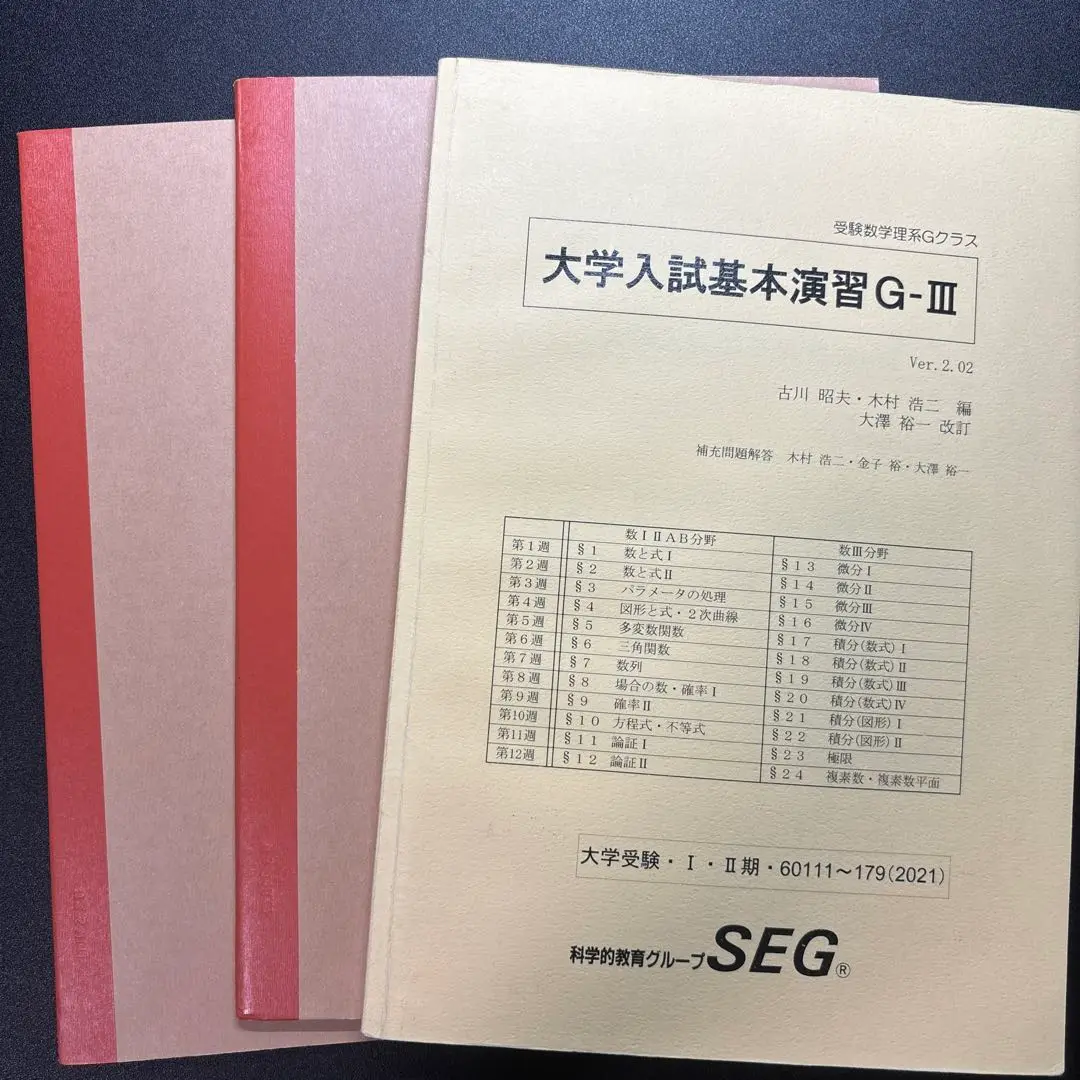 受験数学理系Gクラス
大学入試基本演習G-Ⅲ
Ver.2.02
古川 昭夫・木村 浩二 編
大澤 裕一 改訂
補充問題解答 木村 浩二・金子 裕・大澤 裕一
数ⅠⅡAB分野 数Ⅲ分野
第1週 §1 数と式Ⅰ §13 微分Ⅰ
第2週 §2 数と式Ⅱ §14 微分Ⅱ
第3週 §3 パラメータの処理 §15 微分Ⅲ
第4週 §4 図形と式・2次曲線 §16 微分Ⅳ
第5週 §5 多変数関数 §17 積分(数式)Ⅰ
第6週 §6 三角関数 §18 積分(数式)Ⅱ
第7週 §7 数列 §19 積分(数式)Ⅲ
第8週 §8 場合の数・確率Ⅰ §20 積分(数式)Ⅳ
第9週 §9 確率Ⅱ §21 積分(図形)Ⅰ
第10週 §10 方程式・不等式 §22 積分(図形)Ⅱ
第11週 §11 論証Ⅰ §23 極限
第12週 §12 論証Ⅱ §24 複素数・複素数平面
大学受験・Ⅰ・Ⅱ期・60111～179(2021)
科学的教育グループSEG®